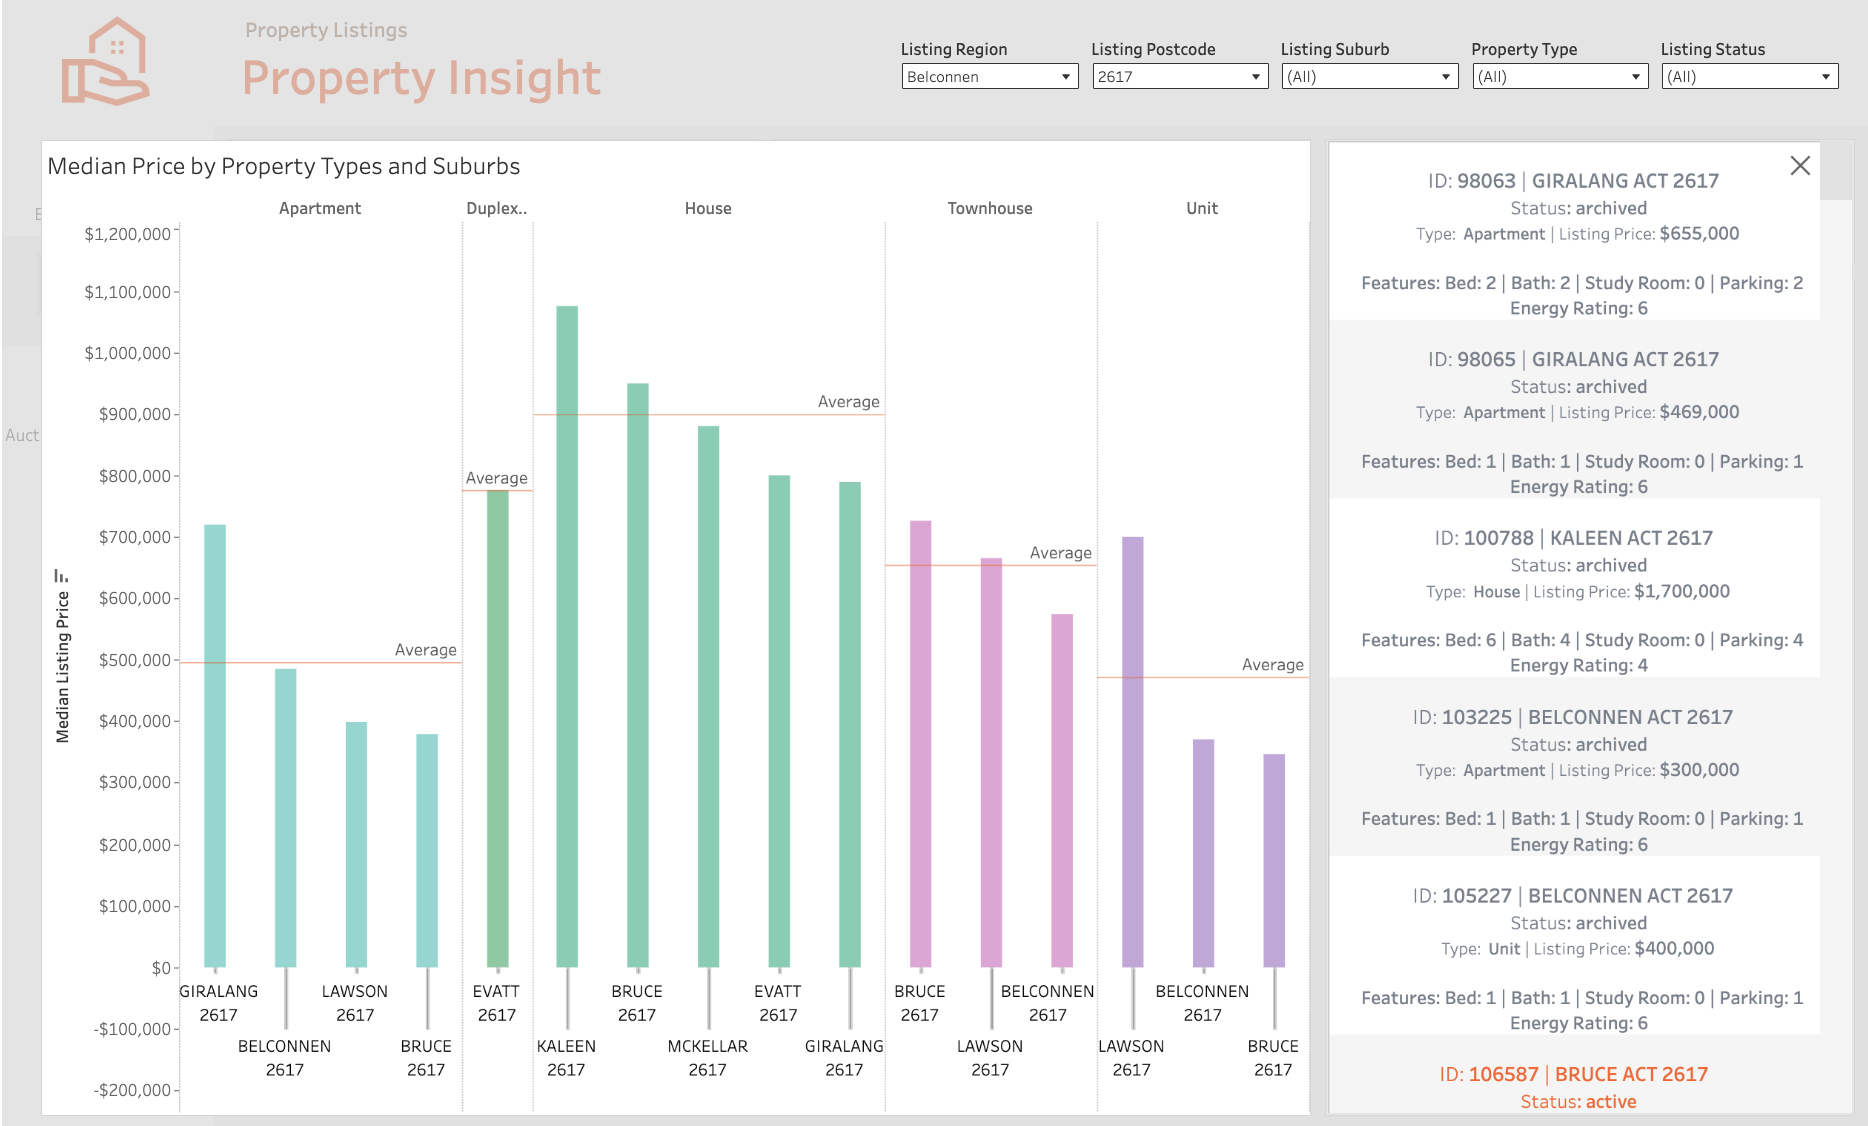 Property Listings
Property Insight
Listing Region
Listing Postcode
Listing Suburb
Property Type
Listing Status
Belconnen
2617
(All)
(All)
(All)
Auct
Median Price by Property Types and Suburbs
Apartment
Duplex..
House
Townhouse
Unit
Median Listing Price
$1,200,000
$1,100,000
$1,000,000
$900,000
$800,000
$700,000
$600,000
$500,000
$400,000
$300,000
$200,000
$100,000
$0
-$100,000
-$200,000
Average
Average
Average
Average
Average
GIRALANG
2617
BELCONNEN
2617
LAWSON
2617
BRUCE
2617
EVATT
2617
KALEEN
2617
BRUCE
2617
MCKELLAR
2617
EVATT
2617
GIRALANG
2617
BRUCE
2617
LAWSON
2617
BELCONNEN
2617
LAWSON
2617
BELCONNEN
2617
BRUCE
2617
ID: 98063 | GIRALANG ACT 2617
Status: archived
Type: Apartment | Listing Price: $655,000
Features: Bed: 2 | Bath: 2 | Study Room: 0 | Parking: 2
Energy Rating: 6
ID: 98065 | GIRALANG ACT 2617
Status: archived
Type: Apartment | Listing Price: $469,000
Features: Bed: 1 | Bath: 1 | Study Room: 0 | Parking: 1
Energy Rating: 6
ID: 100788 | KALEEN ACT 2617
Status: archived
Type: House | Listing Price: $1,700,000
Features: Bed: 6 | Bath: 4 | Study Room: 0 | Parking: 4
Energy Rating: 4
ID: 103225 | BELCONNEN ACT 2617
Status: archived
Type: Apartment | Listing Price: $300,000
Features: Bed: 1 | Bath: 1 | Study Room: 0 | Parking: 1
Energy Rating: 6
ID: 105227 | BELCONNEN ACT 2617
Status: archived
Type: Unit | Listing Price: $400,000
Features: Bed: 1 | Bath: 1 | Study Room: 0 | Parking: 1
Energy Rating: 6
ID: 106587 | BRUCE ACT 2617
Status: active